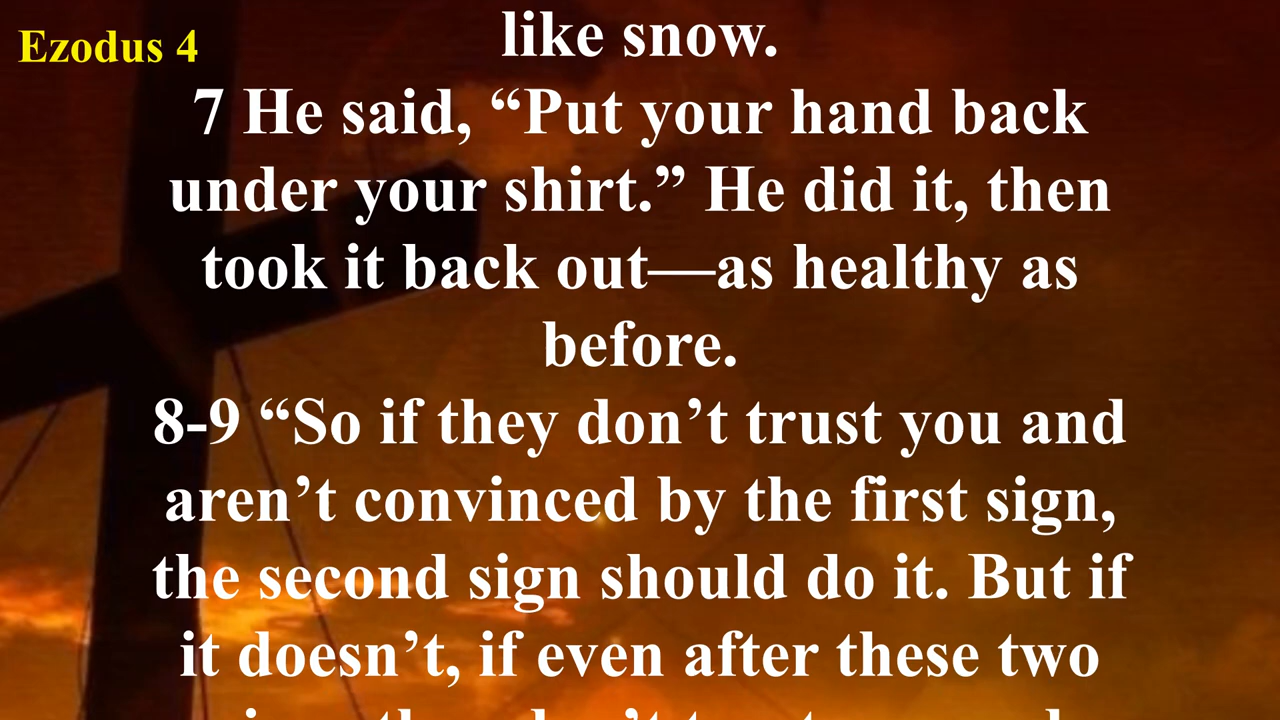 Ezodus 4
like snow.
7 He said, “Put your hand back
under your shirt.” He did it, then
took it back out—as healthy as
before.
8-9 “So if they don’t trust you and
aren’t convinced by the first sign,
the second sign should do it. But if
it doesn’t, if even after these two